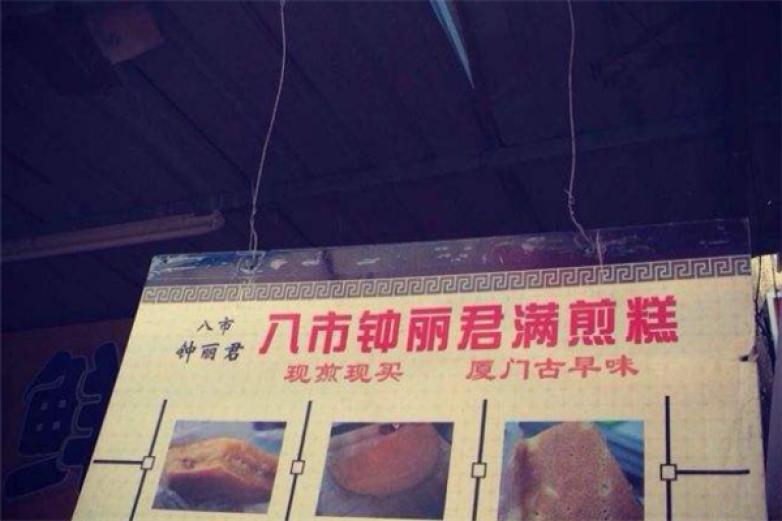 八市
钟丽君
八市钟丽君满煎糕
现煎现买
厦门古早味